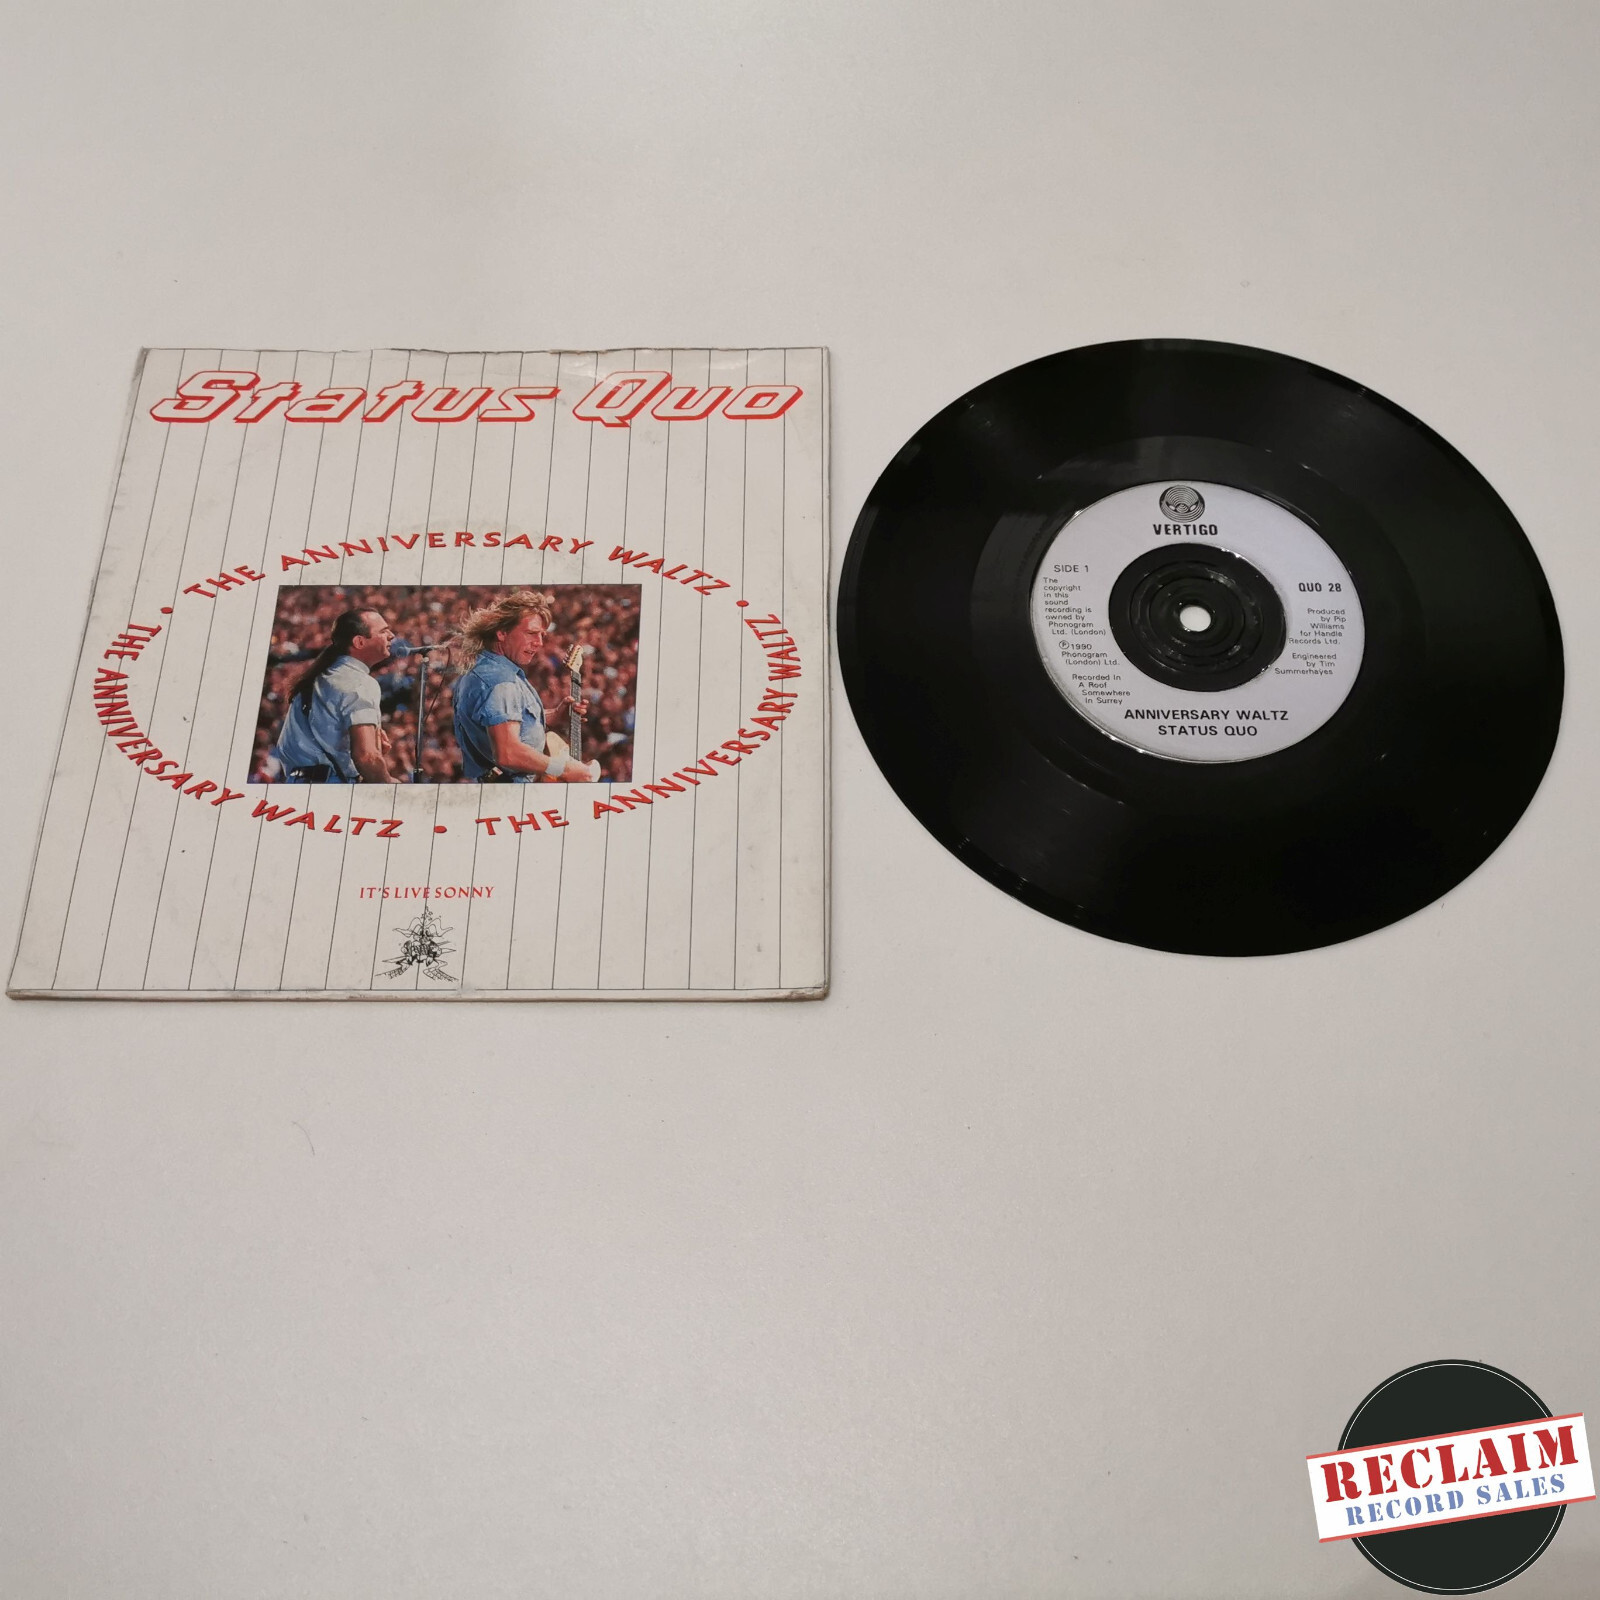 Status Quo
THE ANNIVERSARY WALTZ • THE ANNIVERSARY WALTZ • THE ANNIVERSARY WALTZ •
IT'S LIVE SONNY
VERTIGO
SIDE 1
The
copyright
in this
sound
recording is
owned by
Phonogram
Ltd. (London)
℗ 1990
Phonogram
(London) Ltd.
Recorded In
A Roof
Somewhere
In Surrey
QUO 28
Produced
by Pip
Williams
for Handle
Records Ltd.
Engineered
by Tim
Summerhayes
ANNIVERSARY WALTZ
STATUS QUO
RECLAIM
RECORD SALES